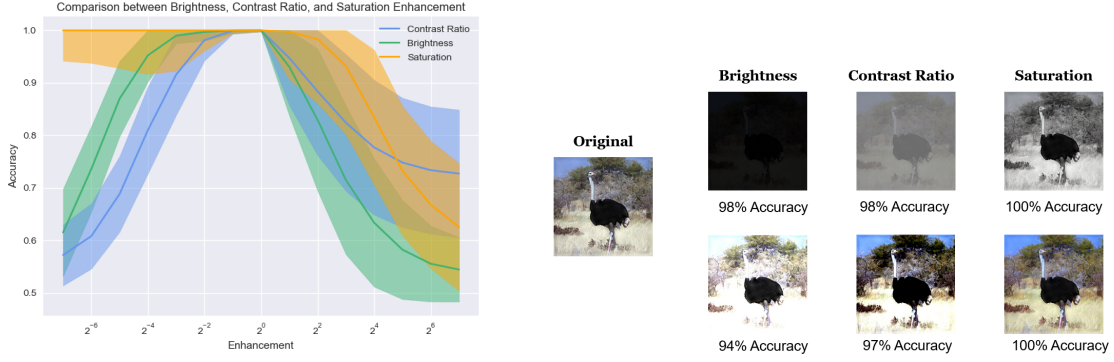 Comparison between Brightness, Contrast Ratio, and Saturation Enhancement
Contrast Ratio
Brightness
Saturation
1.0
0.9
0.8
0.7
0.6
0.5
Accuracy
2^-6
2^-4
2^-2
2^0
2^2
2^4
2^6
Enhancement
Original
Brightness
Contrast Ratio
Saturation
98% Accuracy
98% Accuracy
100% Accuracy
94% Accuracy
97% Accuracy
100% Accuracy